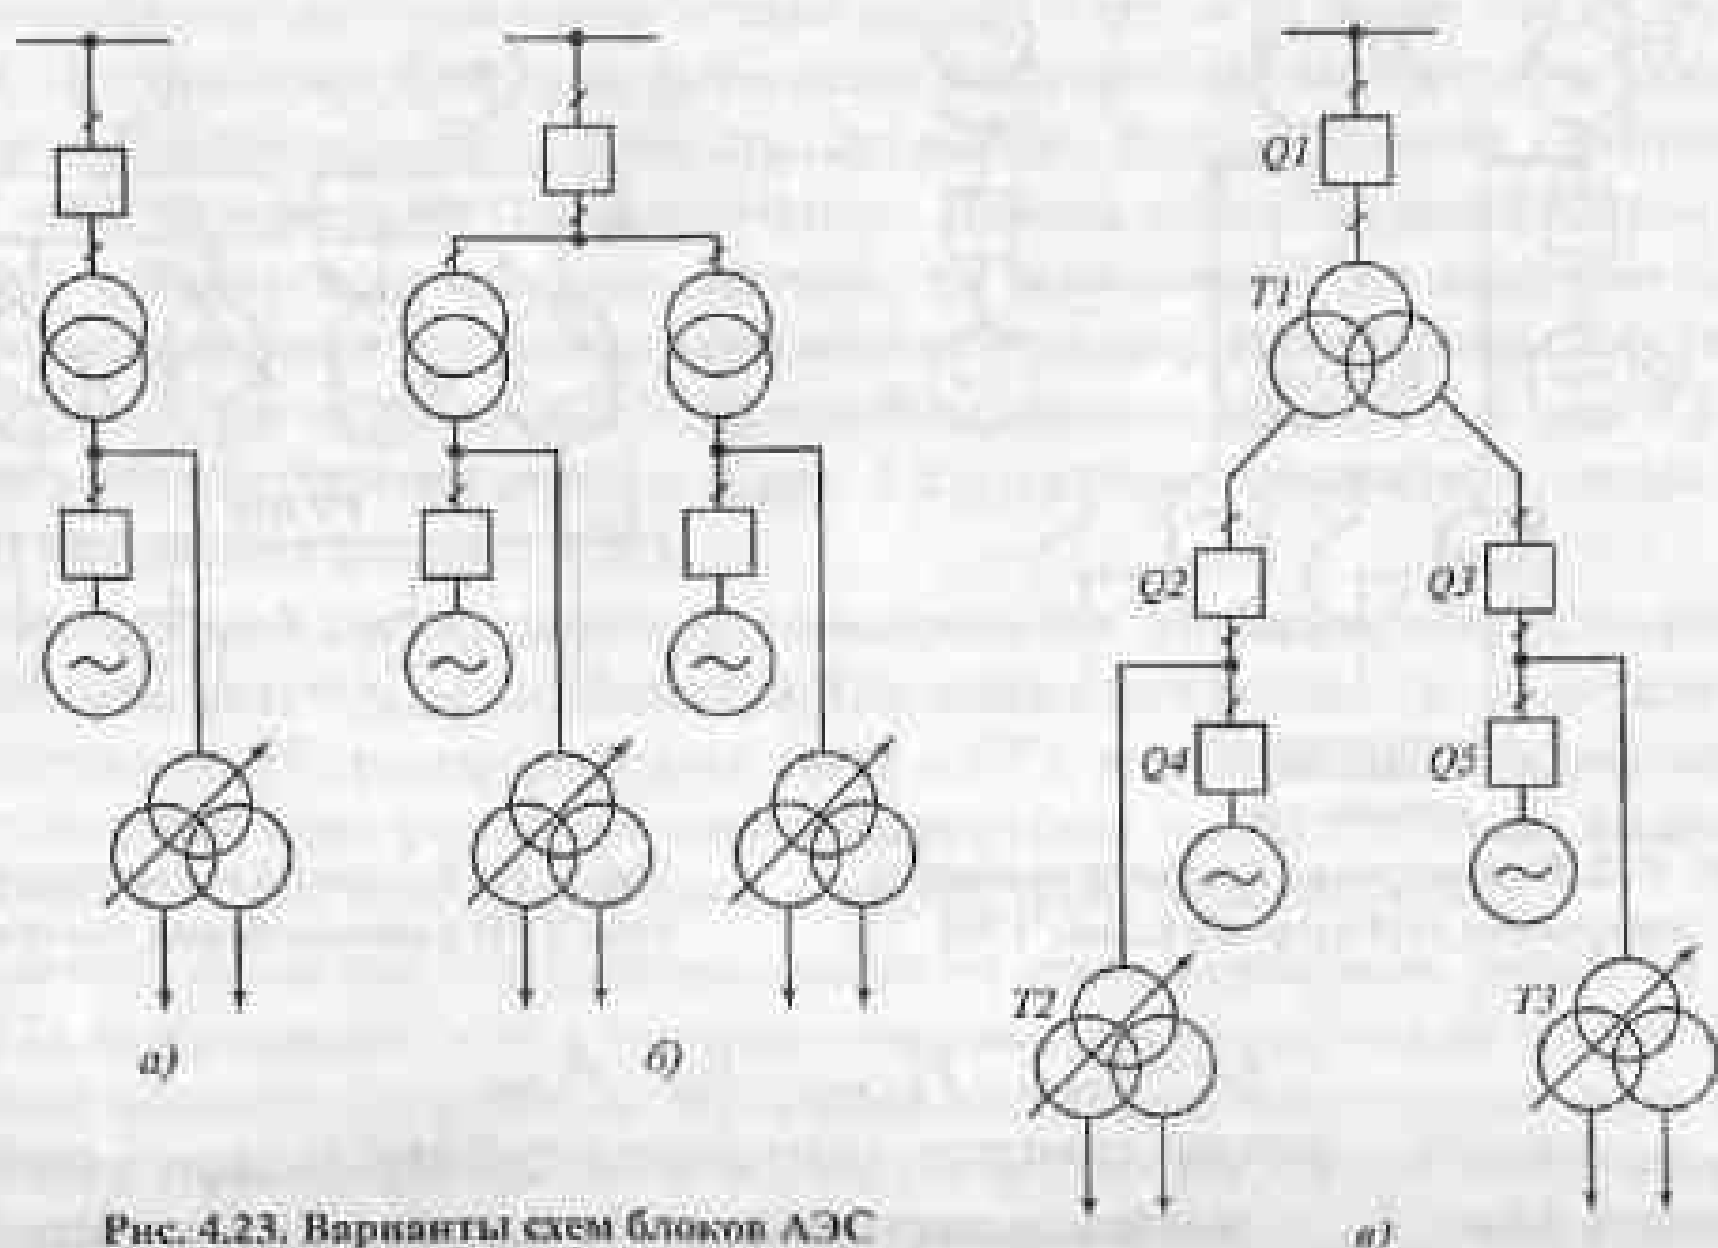 Q1
T1
Q2
Q3
Q4
Q5
T2
T3
а)
б)
в)
Рис. 4.23. Варианты схем блоков АЭС